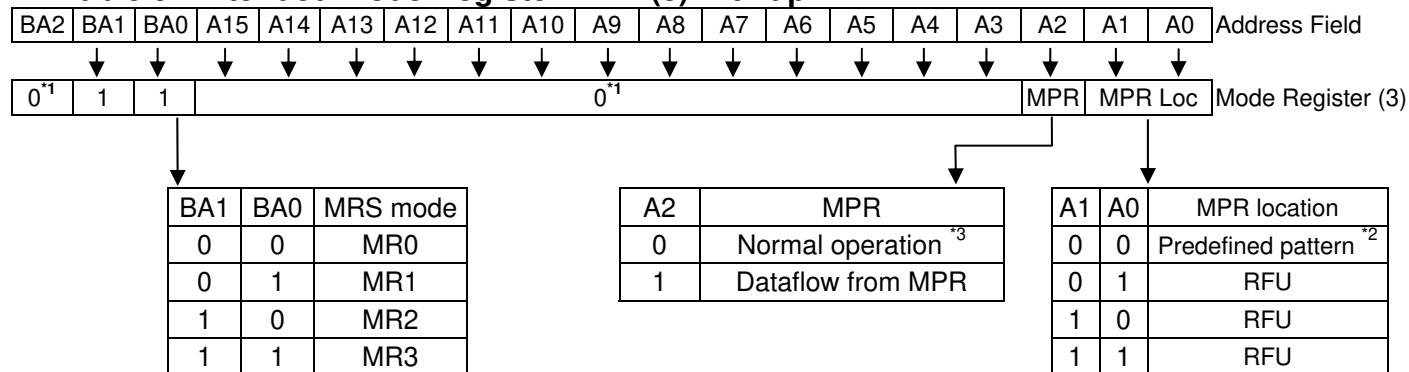 BA2 BA1 BA0 A15 A14 A13 A12 A11 A10 A9 A8 A7 A6 A5 A4 A3 A2 A1 A0 Address Field
0*1 1 1 0*1 MPR MPR Loc Mode Register (3)
BA1 BA0 MRS mode
0 0 MR0
0 1 MR1
1 0 MR2
1 1 MR3
A2 MPR
0 Normal operation *3
1 Dataflow from MPR
A1 A0 MPR location
0 0 Predefined pattern *2
0 1 RFU
1 0 RFU
1 1 RFU